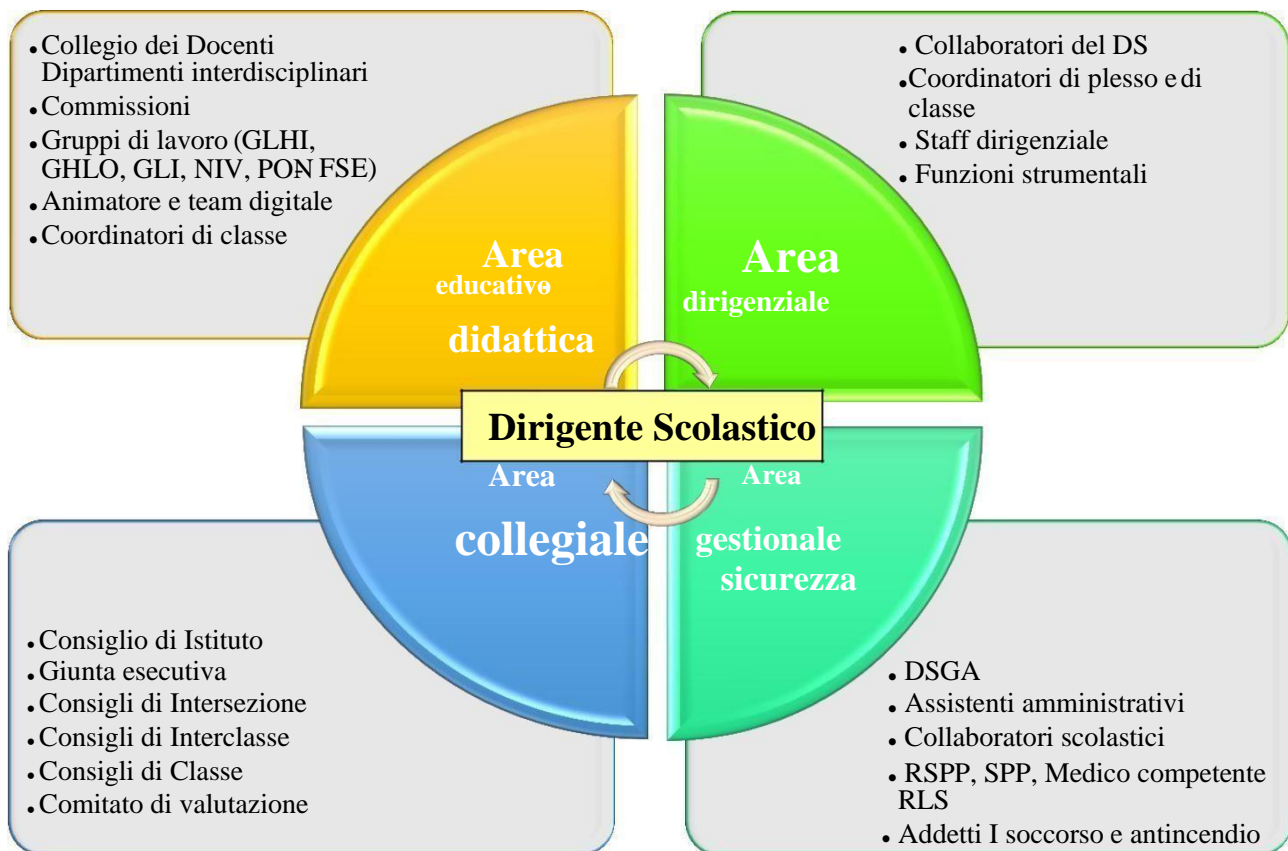 • Collegio dei Docenti
Dipartimenti interdisciplinari
• Commissioni
• Gruppi di lavoro (GLHI,
GHLO, GLI, NIV, PON FSE)
• Animatore e team digitale
• Coordinatori di classe
• Collaboratori del DS
• Coordinatori di plesso e di
classe
• Staff dirigenziale
• Funzioni strumentali
Area
educativo-
didattica
Area
dirigenziale
Dirigente Scolastico
Area
collegiale
Area
gestionale
sicurezza
• Consiglio di Istituto
• Giunta esecutiva
• Consigli di Intersezione
• Consigli di Interclasse
• Consigli di Classe
• Comitato di valutazione
• DSGA
• Assistenti amministrativi
• Collaboratori scolastici
• RSPP, SPP, Medico competente
RLS
• Addetti I soccorso e antincendio